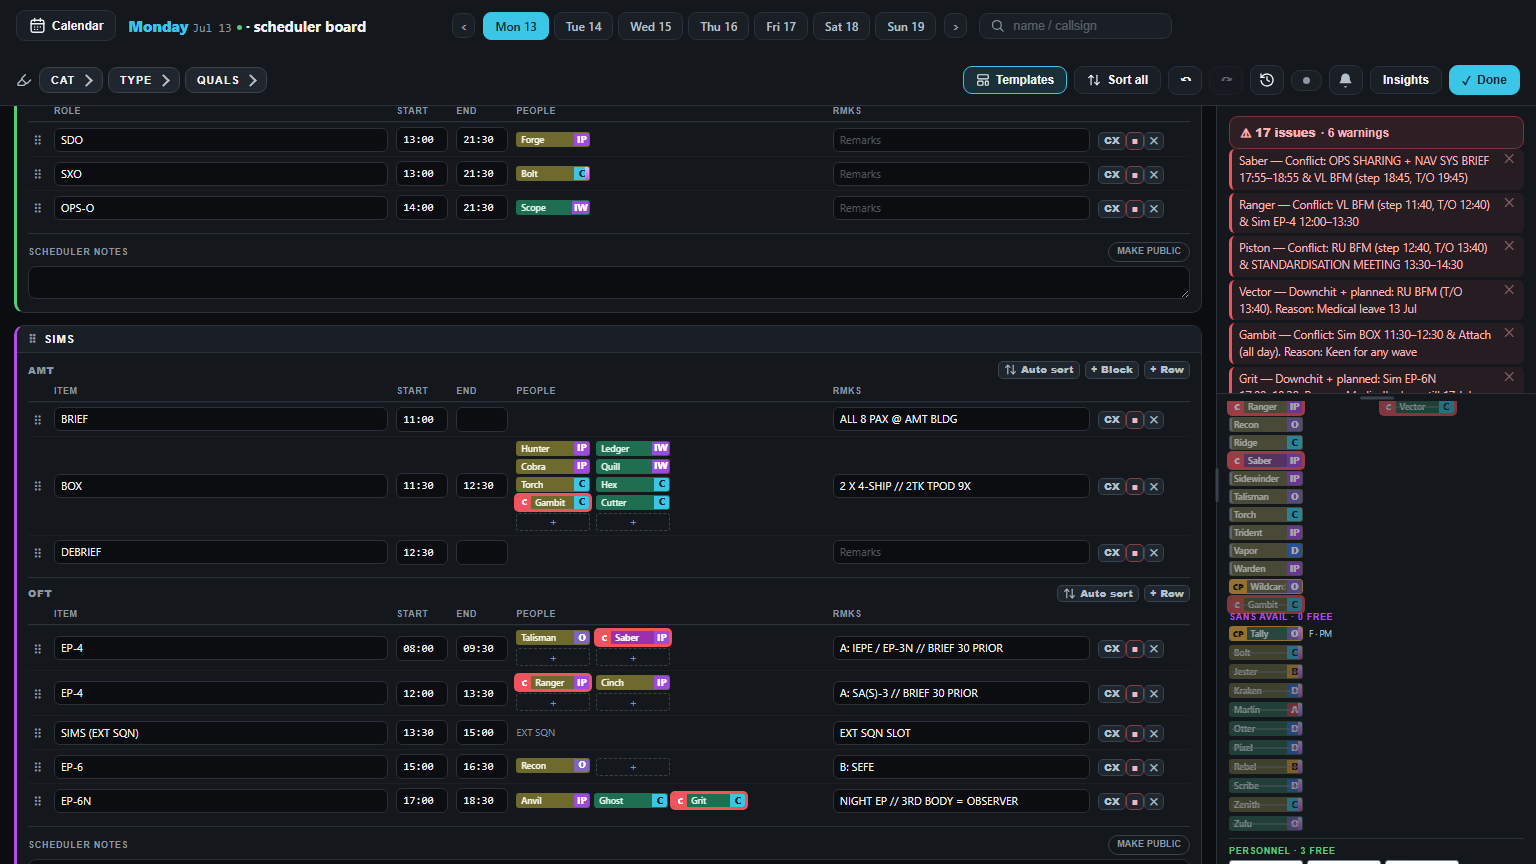 Calendar
Monday Jul 13 • · scheduler board
‹ Mon 13 Tue 14 Wed 15 Thu 16 Fri 17 Sat 18 Sun 19 ›
name / callsign
CAT TYPE QUALS
Templates Sort all Insights ✓ Done
ROLE START END PEOPLE RMKS
SDO 13:00 21:30 Forge IP Remarks CX
SXO 13:00 21:30 Bolt C Remarks CX
OPS-O 14:00 21:30 Scope IW Remarks CX
SCHEDULER NOTES MAKE PUBLIC
SIMS
AMT Auto sort + Block + Row
ITEM START END PEOPLE RMKS
BRIEF 11:00 ALL 8 PAX @ AMT BLDG CX
Hunter IP Ledger IW
Cobra IP Quill IW
BOX 11:30 12:30 Torch C Hex C 2 X 4-SHIP // 2TK TPOD 9X CX
c Gambit C Cutter C
+ +
DEBRIEF 12:30 Remarks CX
OFT Auto sort + Row
ITEM START END PEOPLE RMKS
EP-4 08:00 09:30 Talisman O c Saber IP A: IEPE / EP-3N // BRIEF 30 PRIOR CX
+ +
EP-4 12:00 13:30 c Ranger IP Cinch IP A: SA(S)-3 // BRIEF 30 PRIOR CX
+ +
SIMS (EXT SQN) 13:30 15:00 EXT SQN EXT SQN SLOT CX
EP-6 15:00 16:30 Recon O + B: SEFE CX
EP-6N 17:00 18:30 Anvil IP Ghost C c Grit C NIGHT EP // 3RD BODY = OBSERVER CX
SCHEDULER NOTES MAKE PUBLIC
⚠ 17 issues · 6 warnings
Saber — Conflict: OPS SHARING + NAV SYS BRIEF
17:55–18:55 & VL BFM (step 18:45, T/O 19:45)
Ranger — Conflict: VL BFM (step 11:40, T/O 12:40)
& Sim EP-4 12:00–13:30
Piston — Conflict: RU BFM (step 12:40, T/O 13:40)
& STANDARDISATION MEETING 13:30–14:30
Vector — Downchit + planned: RU BFM (T/O
13:40). Reason: Medical leave 13 Jul
Gambit — Conflict: Sim BOX 11:30–12:30 & Attach
(all day). Reason: Keen for any wave
Grit — Downchit + planned: Sim EP-6N
c Ranger IP c Vector C
Recon O
Ridge C
c Saber IP
Sidewinder IP
Talisman O
Torch C
Trident IP
Vapor D
Warden IP
CP Wildcard O
c Gambit C
SANS AVAIL · 0 FREE
CP Tally O F · PM
Bolt C
Jester B
Kraken D
Marlin A
Otter D
Pixel D
Rebel B
Scribe D
Zenith C
Zulu O
PERSONNEL · 3 FREE